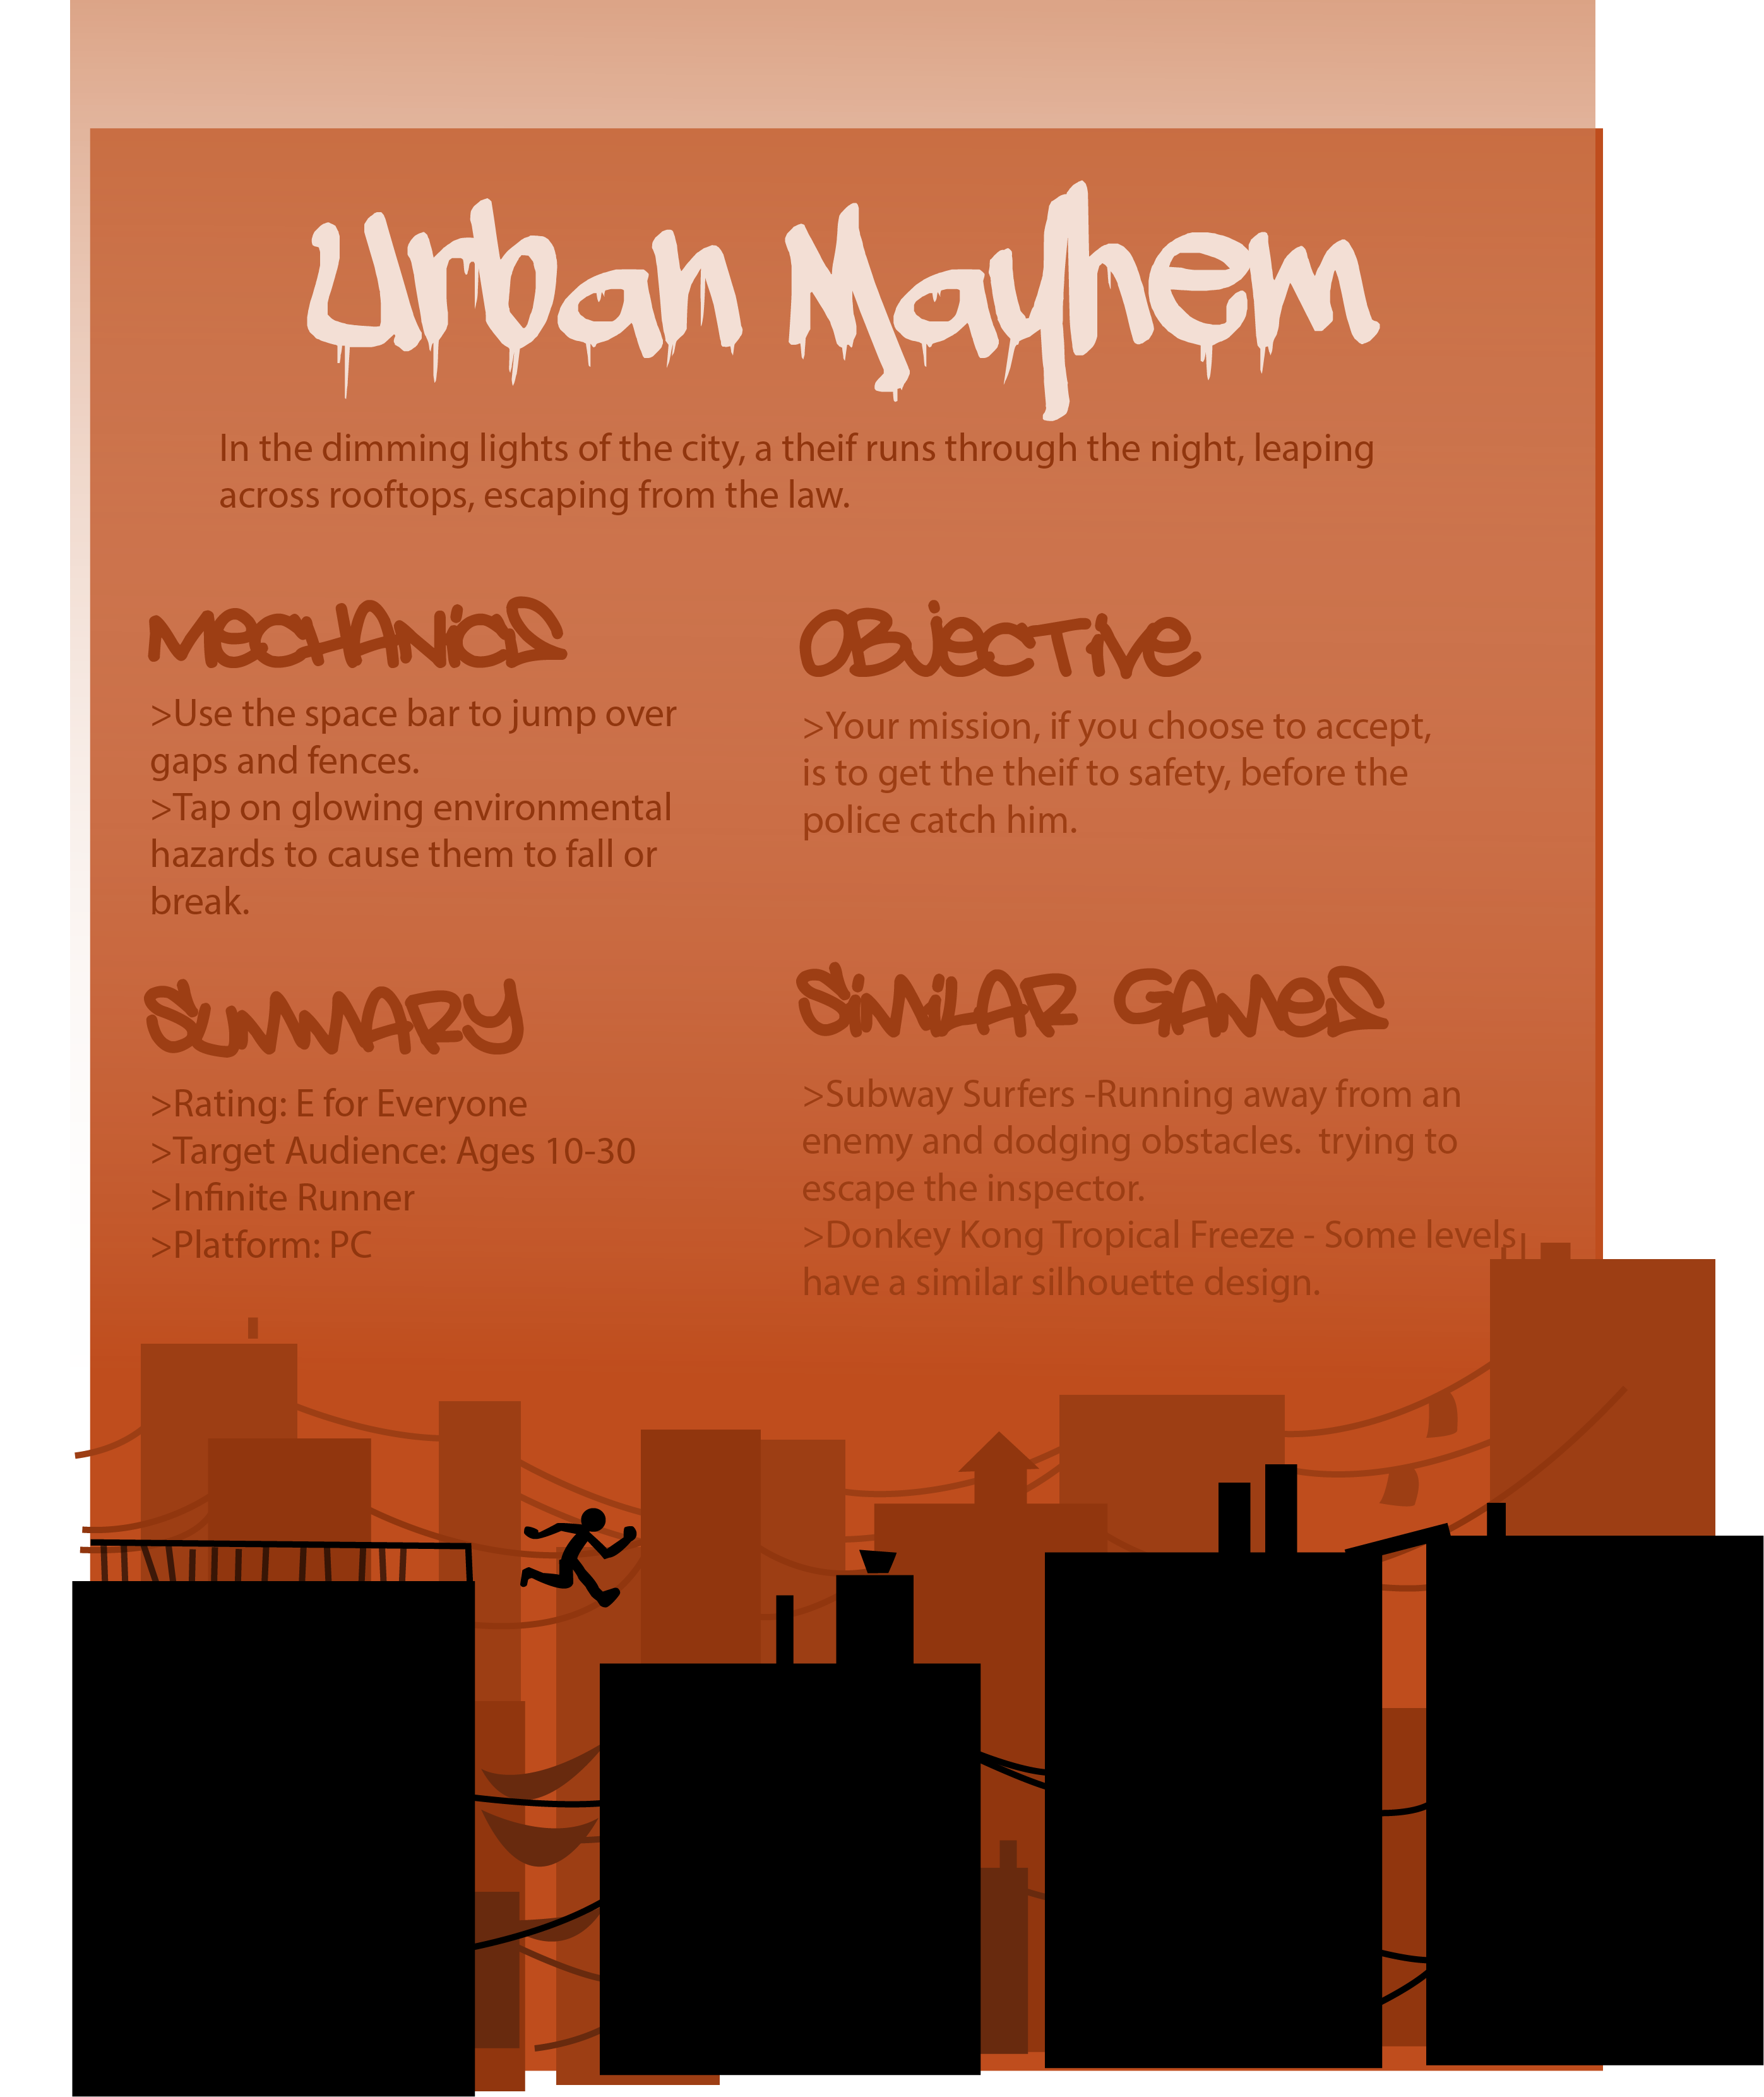 Urban Mayhem
In the dimming lights of the city, a theif runs through the night, leaping
across rooftops, escaping from the law.
MECHANICS
>Use the space bar to jump over
gaps and fences.
>Tap on glowing environmental
hazards to cause them to fall or
break.
OBJECTIVE
>Your mission, if you choose to accept,
is to get the theif to safety, before the
police catch him.
SUMMARY
>Rating: E for Everyone
>Target Audience: Ages 10-30
>Infinite Runner
>Platform: PC
SIMILAR GAMES
>Subway Surfers -Running away from an
enemy and dodging obstacles.  trying to
escape the inspector.
>Donkey Kong Tropical Freeze - Some levels
have a similar silhouette design.